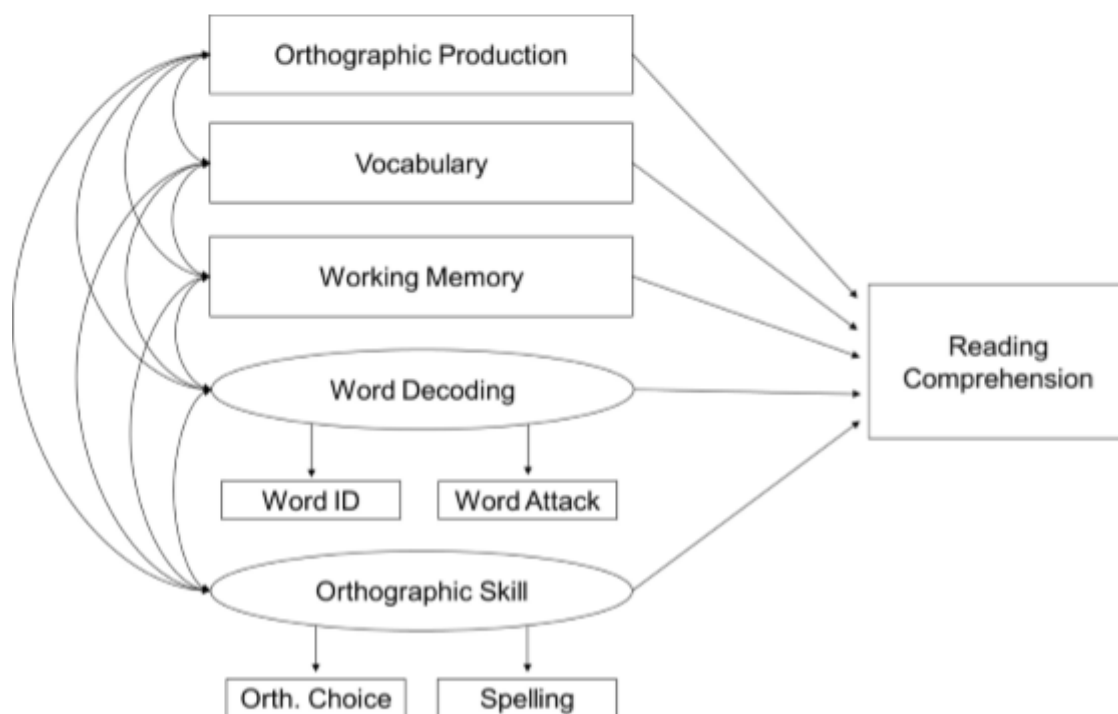 Orthographic Production
Vocabulary
Working Memory
Reading
Comprehension
Word Decoding
Word ID
Word Attack
Orthographic Skill
Orth. Choice
Spelling